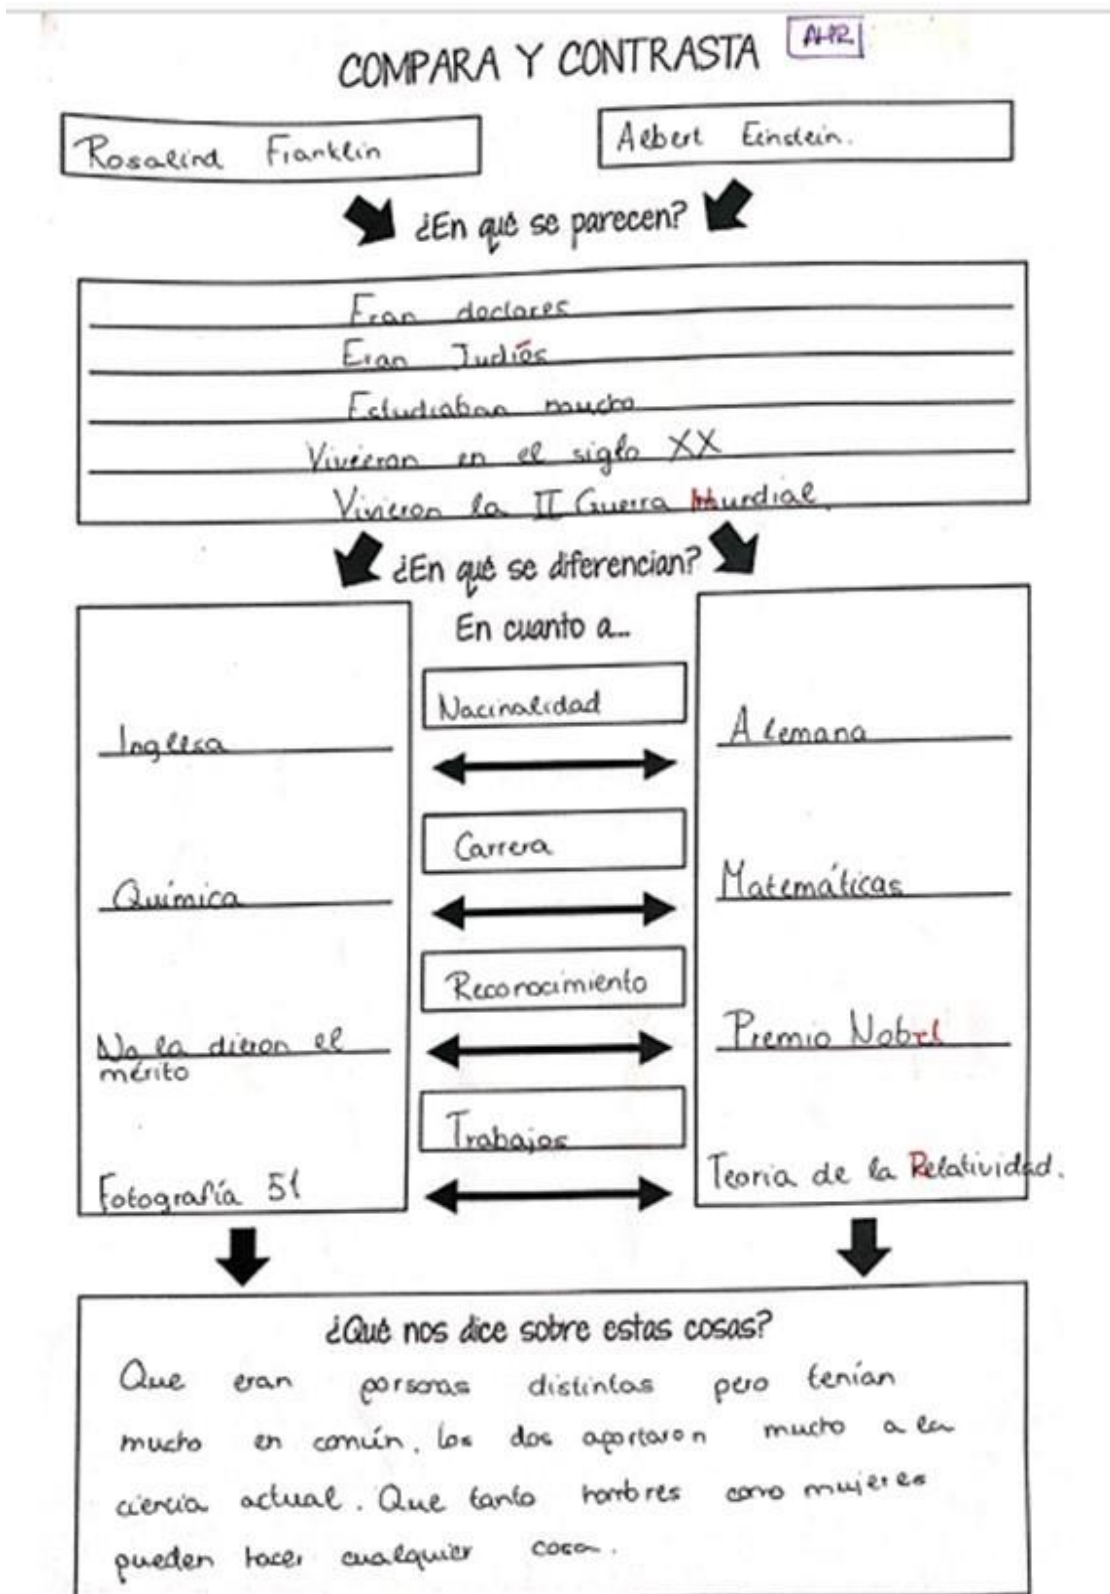 COMPARA Y CONTRASTA AHR
Rosalind Franklin
Albert Einstein.
¿En qué se parecen?
Eran doctores
Eran Judíos
Estudiaban mucho
Vivieron en el siglo XX
Vivieron la II Guerra Mundial.
¿En qué se diferencian?
En cuanto a...
Nacinalidad
Inglesa
Alemana
Carrera
Química
Matemáticas
Reconocimiento
No la dieron el
mérito
Premio Nobel
Trabajos
Fotografía 51
Teoria de la Relatividad.
¿Qué nos dice sobre estas cosas?
Que eran personas distintas pero tenían
mucho en común. los dos aportaron mucho a la
ciencia actual. Que tanto hombres como mujeres
pueden hacer cualquier cosa.